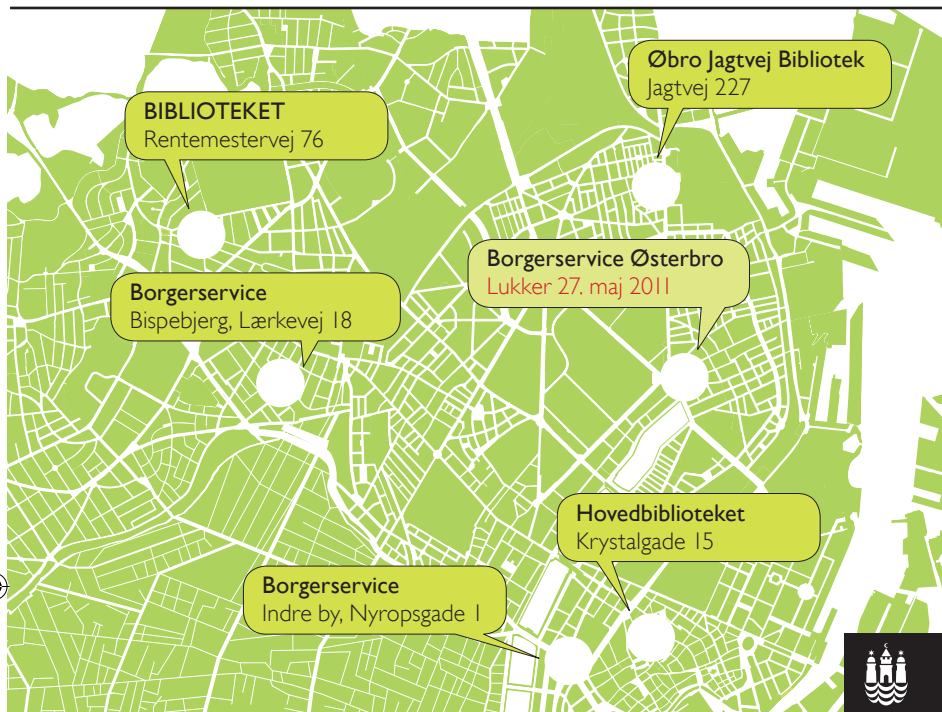 Øbro Jagtvej Bibliotek
Jagtvej 227
BIBLIOTEKET
Rentemestervej 76
Borgerservice Østerbro
Lukker 27. maj 2011
Borgerservice
Bispebjerg, Lærkevej 18
Hovedbiblioteket
Krystalgade 15
Borgerservice
Indre by, Nyropsgade 1